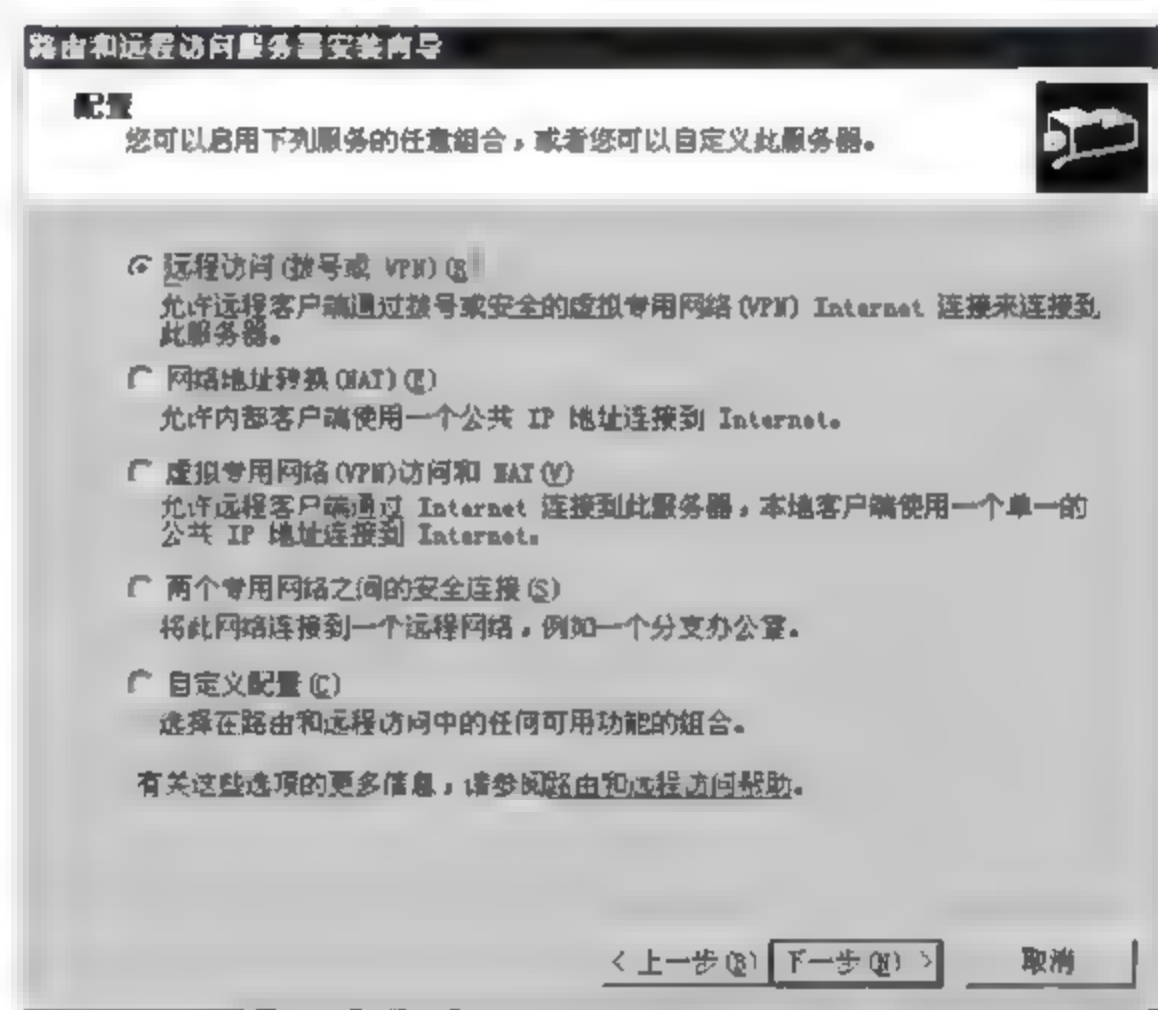 路由和远程访问服务器安装向导
配置
您可以启用下列服务的任意组合，或者您可以自定义此服务器。
远程访问(拨号或 VPN)(R)
允许远程客户端通过拨号或安全的虚拟专用网络(VPN) Internet 连接来连接到
此服务器。
网络地址转换(NAT)(E)
允许内部客户端使用一个公共 IP 地址连接到 Internet。
虚拟专用网络(VPN)访问和 NAT(V)
允许远程客户端通过 Internet 连接到此服务器，本地客户端使用一个单一的
公共 IP 地址连接到 Internet。
两个专用网络之间的安全连接(S)
将此网络连接到一个远程网络，例如一个分支办公室。
自定义配置(C)
选择在路由和远程访问中的任何可用功能的组合。
有关这些选项的更多信息，请参阅路由和远程访问帮助。
< 上一步(B) 下一步(N) > 取消